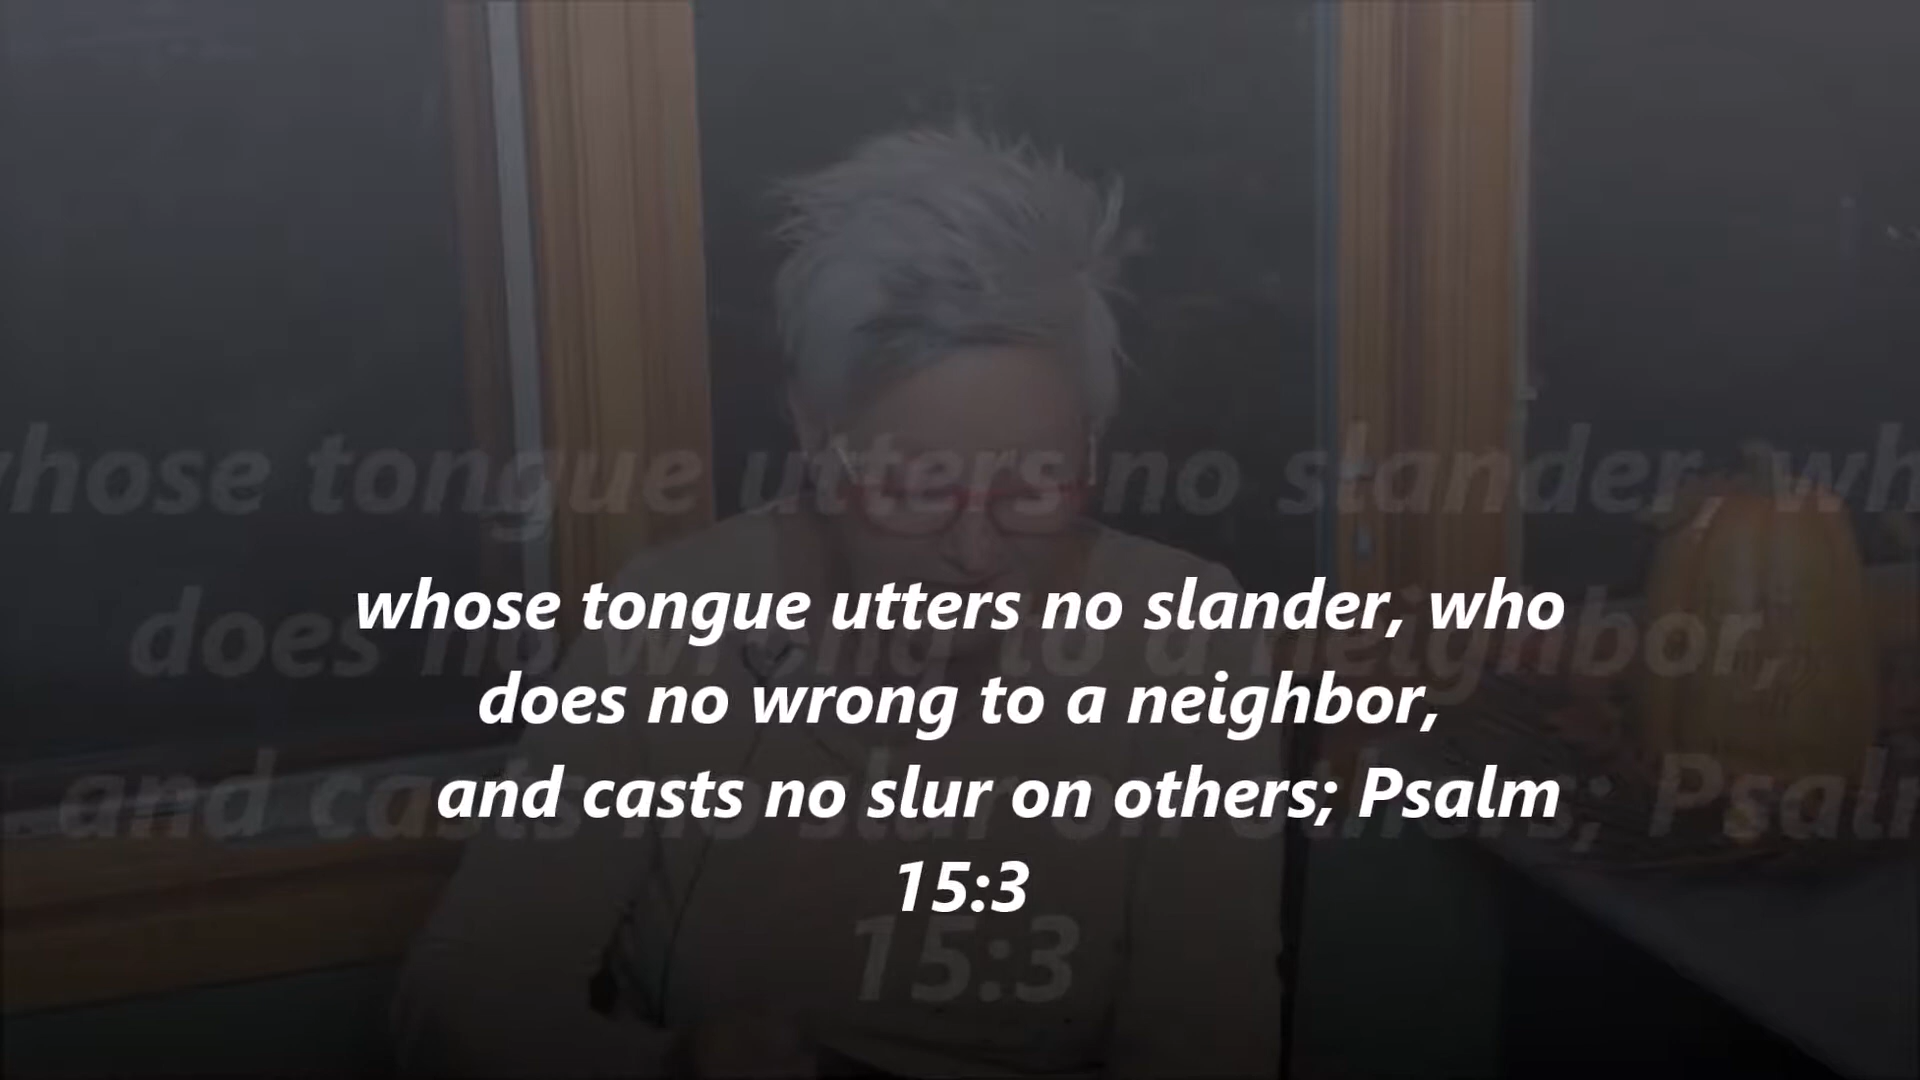 whose tongue utters no slander, who
does no wrong to a neighbor,
and casts no slur on others; Psalm
15:3